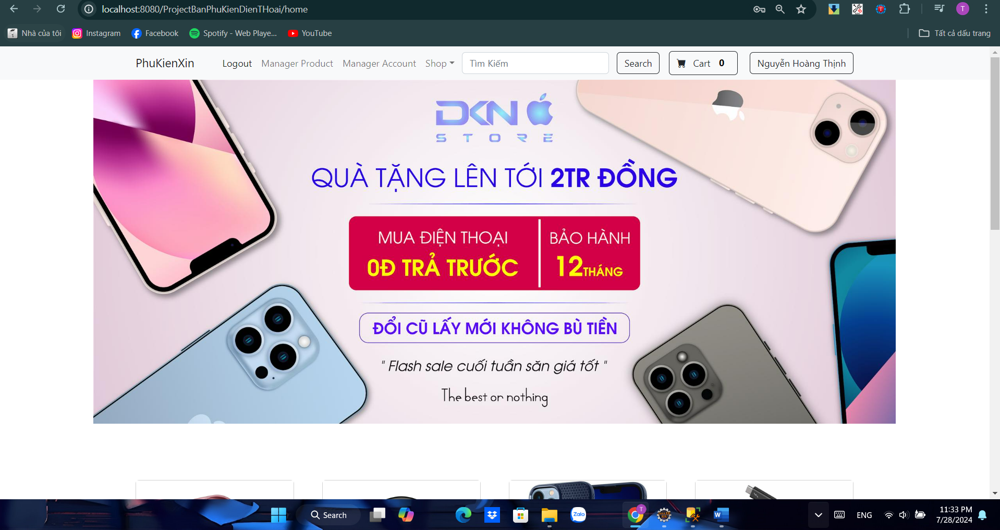 localhost:8080/ProjectBanPhuKienDienTHoai/home
T
Nhà của tôi Instagram Facebook Spotify - Web Playe... YouTube Tất cả dấu trang
PhuKienXin Logout Manager Product Manager Account Shop Tìm Kiếm Search Cart 0 Nguyễn Hoàng Thịnh
DKN
STORE
QUÀ TẶNG LÊN TỚI 2TR ĐỒNG
MUA ĐIỆN THOẠI
0Đ TRẢ TRƯỚC
BẢO HÀNH
12 THÁNG
ĐỔI CŨ LẤY MỚI KHÔNG BÙ TIỀN
" Flash sale cuối tuần săn giá tốt "
The best or nothing
Search
Zalo
T
W
ENG
11:33 PM
7/28/2024